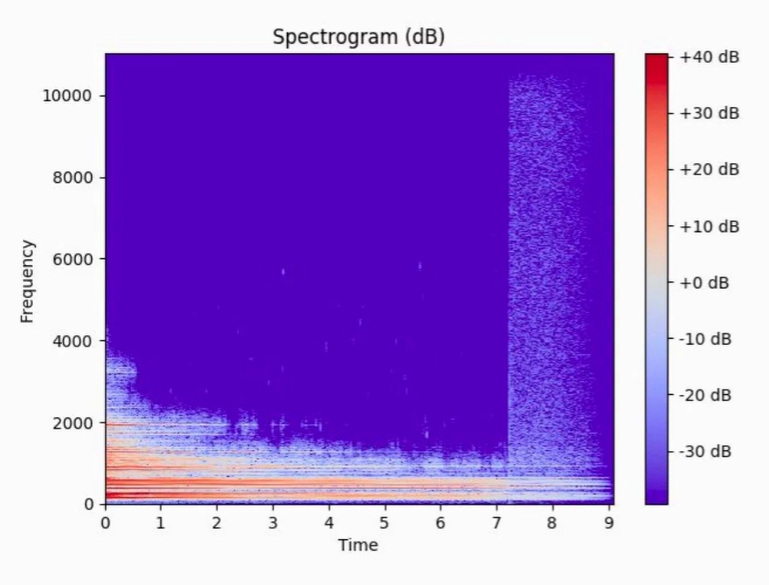 Spectrogram (dB)
10000
8000
6000
4000
2000
0
Frequency
0 1 2 3 4 5 6 7 8 9
Time
+40 dB
+30 dB
+20 dB
+10 dB
+0 dB
-10 dB
-20 dB
-30 dB